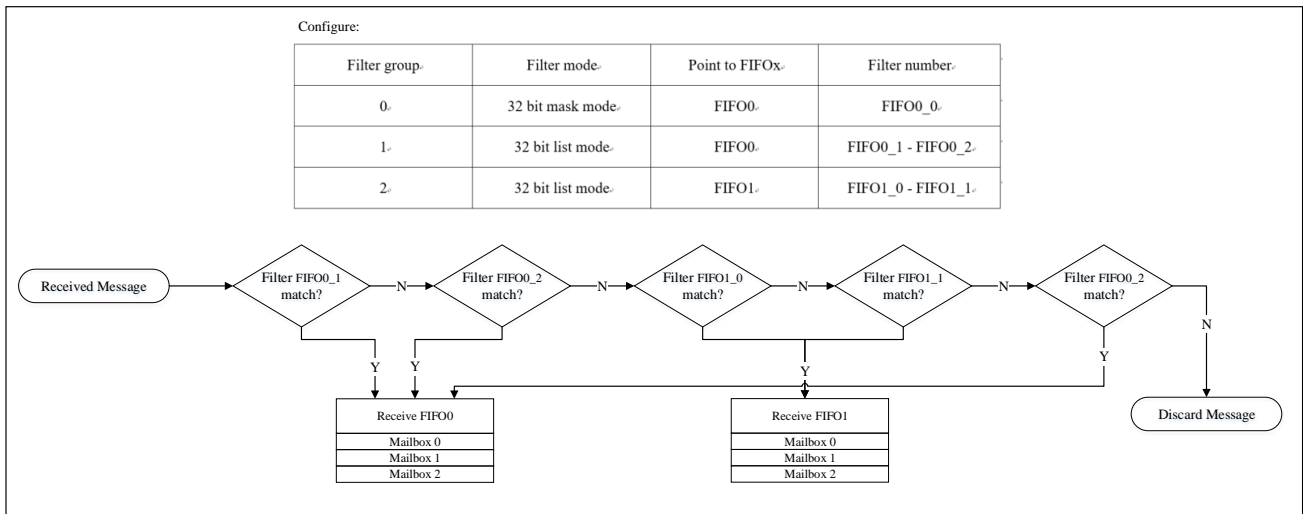 Configure:
Filter group Filter mode Point to FIFOx Filter number
0 32 bit mask mode FIFO0 FIFO0_0
1 32 bit list mode FIFO0 FIFO0_1 - FIFO0_2
2 32 bit list mode FIFO1 FIFO1_0 - FIFO1_1
Received Message
Filter FIFO0_1
match?
N
Filter FIFO0_2
match?
N
Filter FIFO1_0
match?
N
Filter FIFO1_1
match?
N
Filter FIFO0_2
match?
N
Y
Y
Y
Y
Receive FIFO0
Mailbox 0
Mailbox 1
Mailbox 2
Receive FIFO1
Mailbox 0
Mailbox 1
Mailbox 2
Discard Message